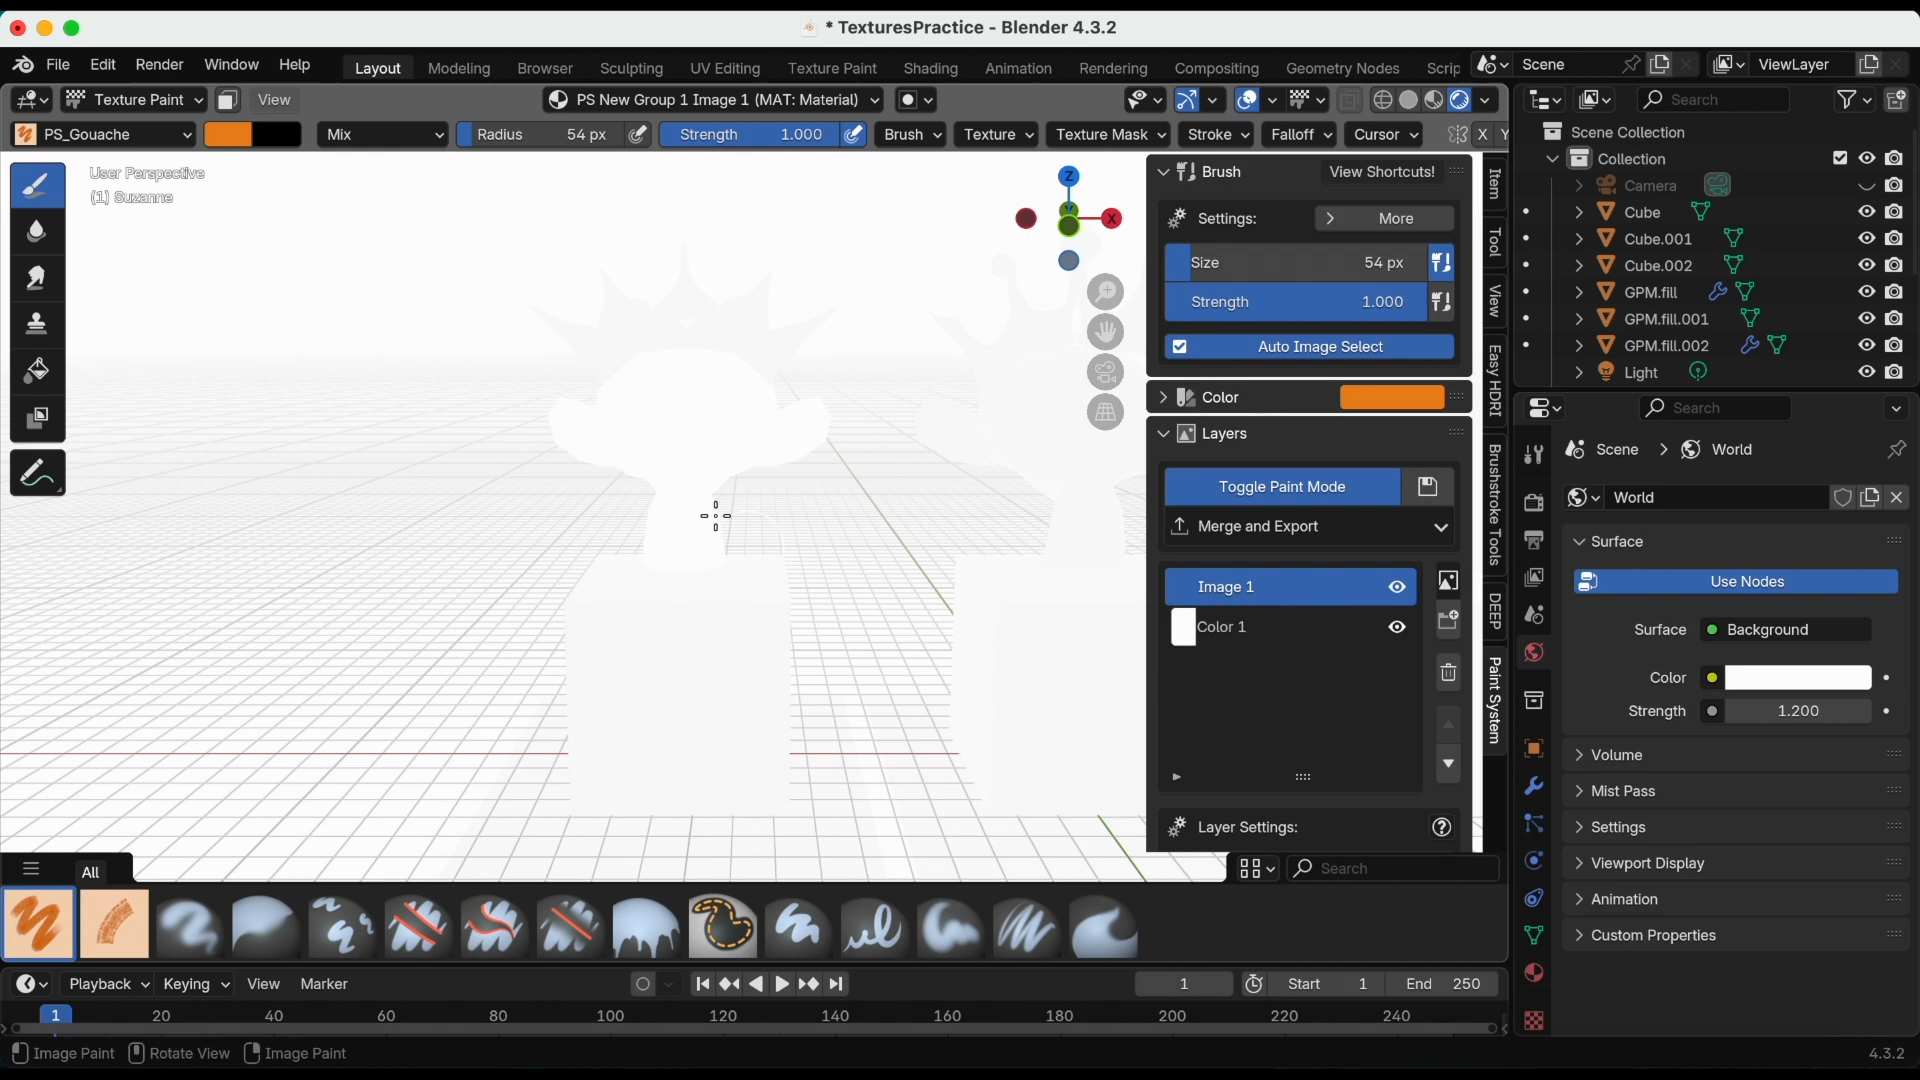 * TexturesPractice - Blender 4.3.2
File Edit Render Window Help Layout Modeling Browser Sculpting UV Editing Texture Paint Shading Animation Rendering Compositing Geometry Nodes Scrip Scene ViewLayer
Texture Paint View PS New Group 1 Image 1 (MAT: Material) Search
PS_Gouache Mix Radius 54 px Strength 1.000 Brush Texture Texture Mask Stroke Falloff Cursor X Y
Scene Collection
Collection
Camera
Cube
Cube.001
Cube.002
GPM.fill
GPM.fill.001
GPM.fill.002
Light
User Perspective
(1) Suzanne
Z
X
Brush View Shortcuts!
Settings: More
Size 54 px
Strength 1.000
Auto Image Select
Color
Layers
Toggle Paint Mode
Merge and Export
Image 1
Color 1
Layer Settings:
Item
Tool
View
Easy HDRI
Brushstroke Tools
DEEP
Paint System
Search
Scene World
World
Surface
Use Nodes
Surface Background
Color
Strength 1.200
Volume
Mist Pass
Settings
Viewport Display
Animation
Custom Properties
All Search
Playback Keying View Marker 1 Start 1 End 250
1 20 40 60 80 100 120 140 160 180 200 220 240
Image Paint Rotate View Image Paint 4.3.2